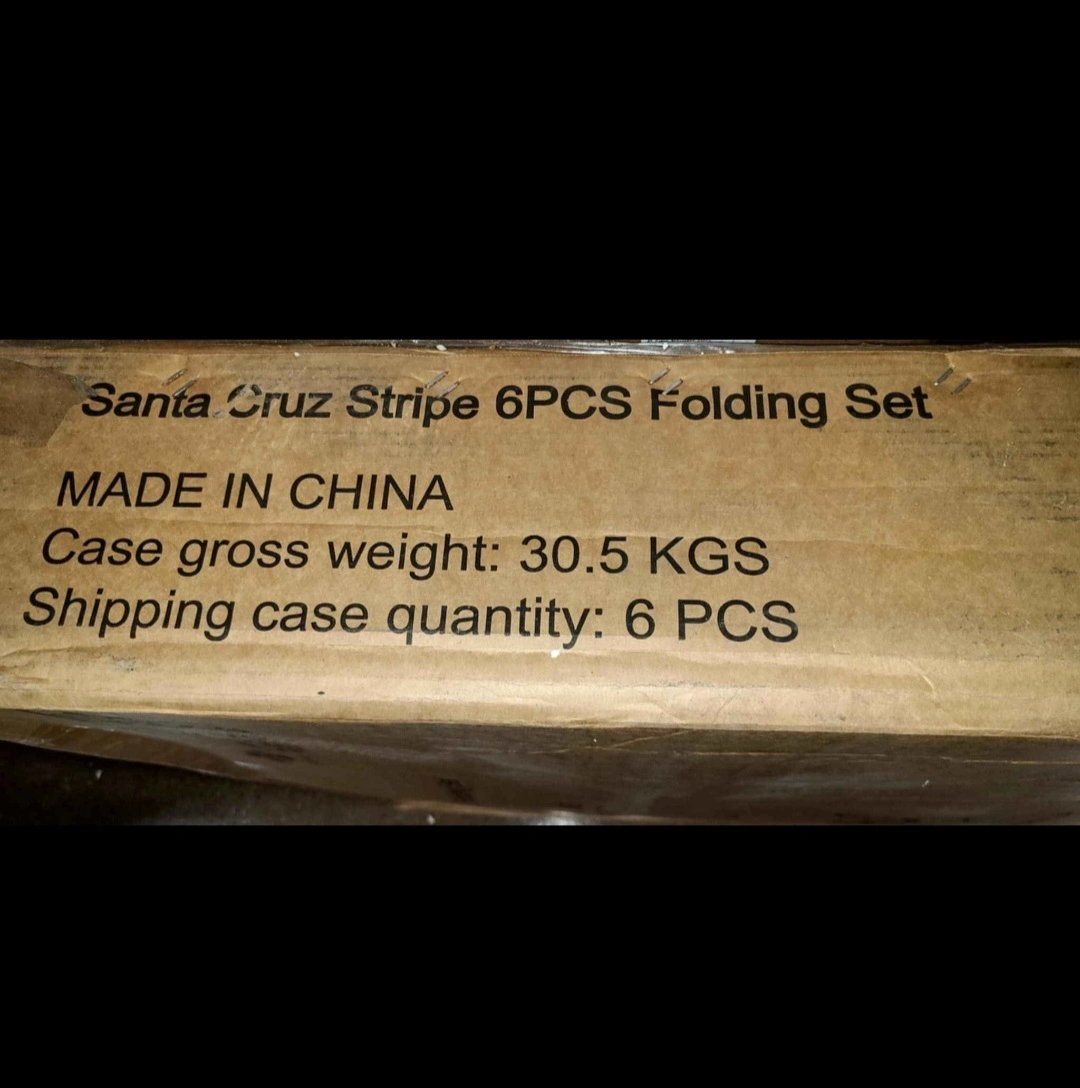 Santa Cruz Stripe 6PCS Folding Set
MADE IN CHINA
Case gross weight: 30.5 KGS
Shipping case quantity: 6 PCS